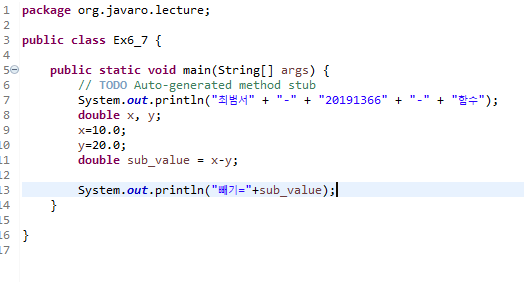 1 package org.javaro.lecture;
2
3 public class Ex6_7 {
4
5 public static void main(String[] args) {
6 // TODO Auto-generated method stub
7 System.out.println("최범서" + "-" + "20191366" + "-" + "함수");
8 double x, y;
9 x=10.0;
10 y=20.0;
11 double sub_value = x-y;
12
13 System.out.println("빼기="+sub_value);
14 }
15
16 }
17